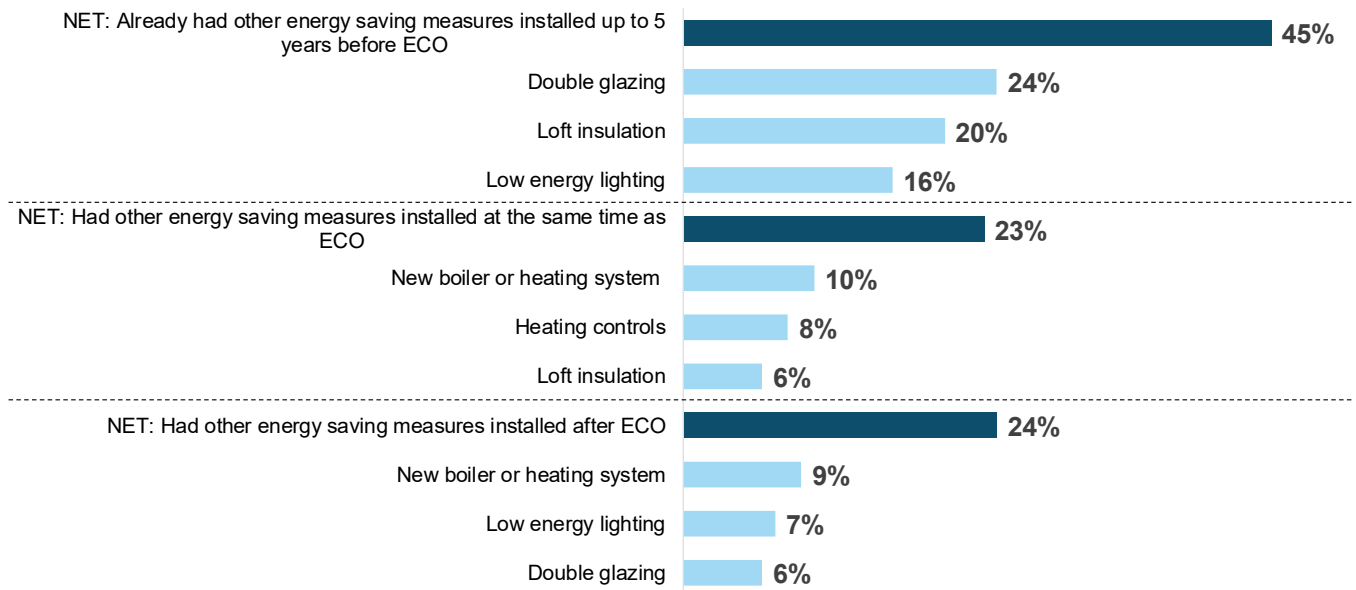 NET: Already had other energy saving measures installed up to 5
years before ECO
45%
Double glazing
24%
Loft insulation
20%
Low energy lighting
16%
NET: Had other energy saving measures installed at the same time as
ECO
23%
New boiler or heating system
10%
Heating controls
8%
Loft insulation
6%
NET: Had other energy saving measures installed after ECO
24%
New boiler or heating system
9%
Low energy lighting
7%
Double glazing
6%